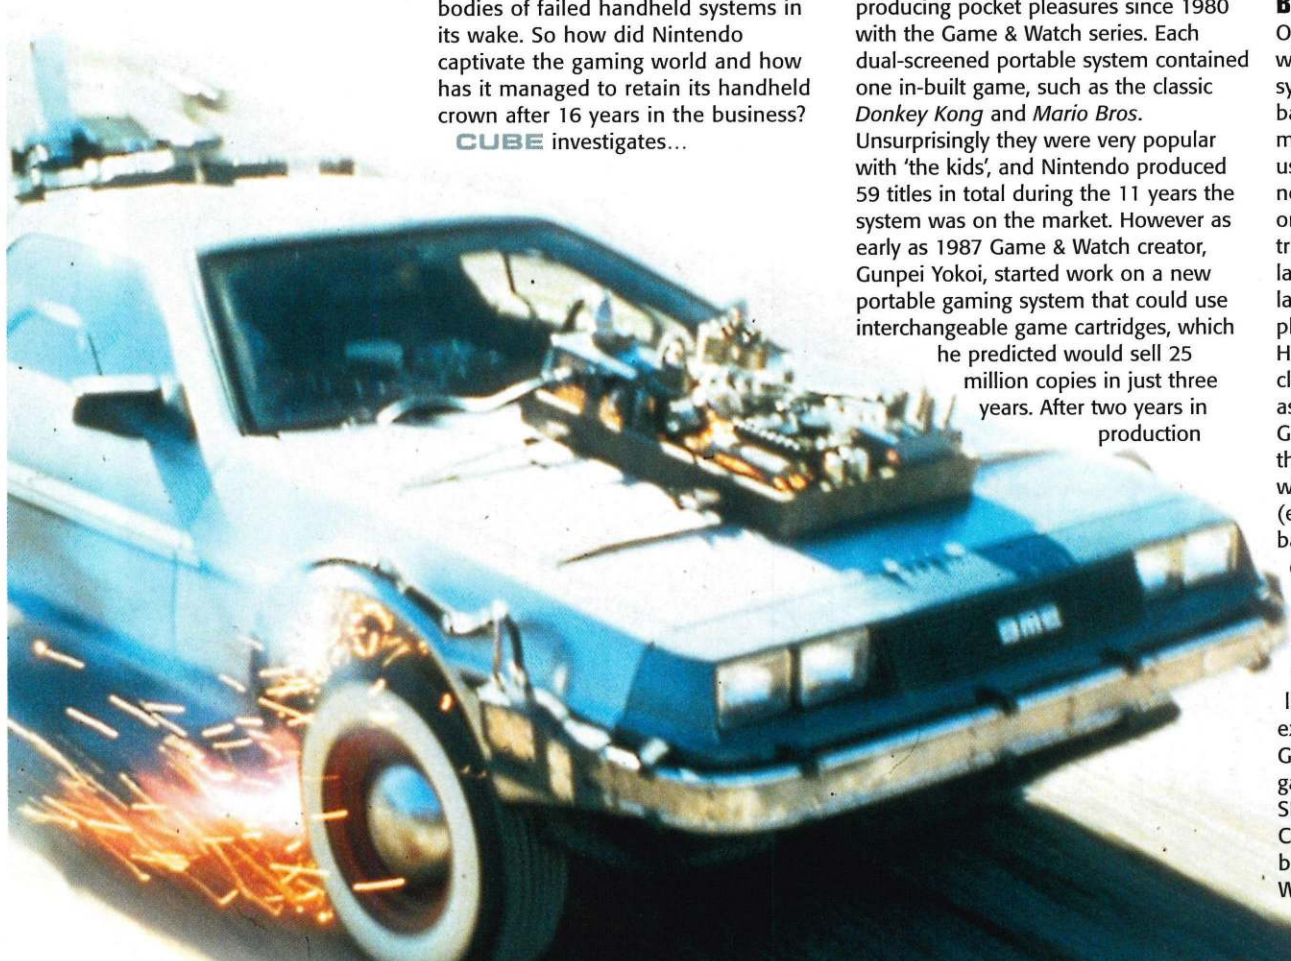 bodies of failed handheld systems in
its wake. So how did Nintendo
captivate the gaming world and how
has it managed to retain its handheld
crown after 16 years in the business?
CUBE investigates...
producing pocket pleasures since 1980
with the Game & Watch series. Each
dual-screened portable system contained
one in-built game, such as the classic
Donkey Kong and Mario Bros.
Unsurprisingly they were very popular
with 'the kids', and Nintendo produced
59 titles in total during the 11 years the
system was on the market. However as
early as 1987 Game & Watch creator,
Gunpei Yokoi, started work on a new
portable gaming system that could use
interchangeable game cartridges, which
he predicted would sell 25
million copies in just three
years. After two years in
production